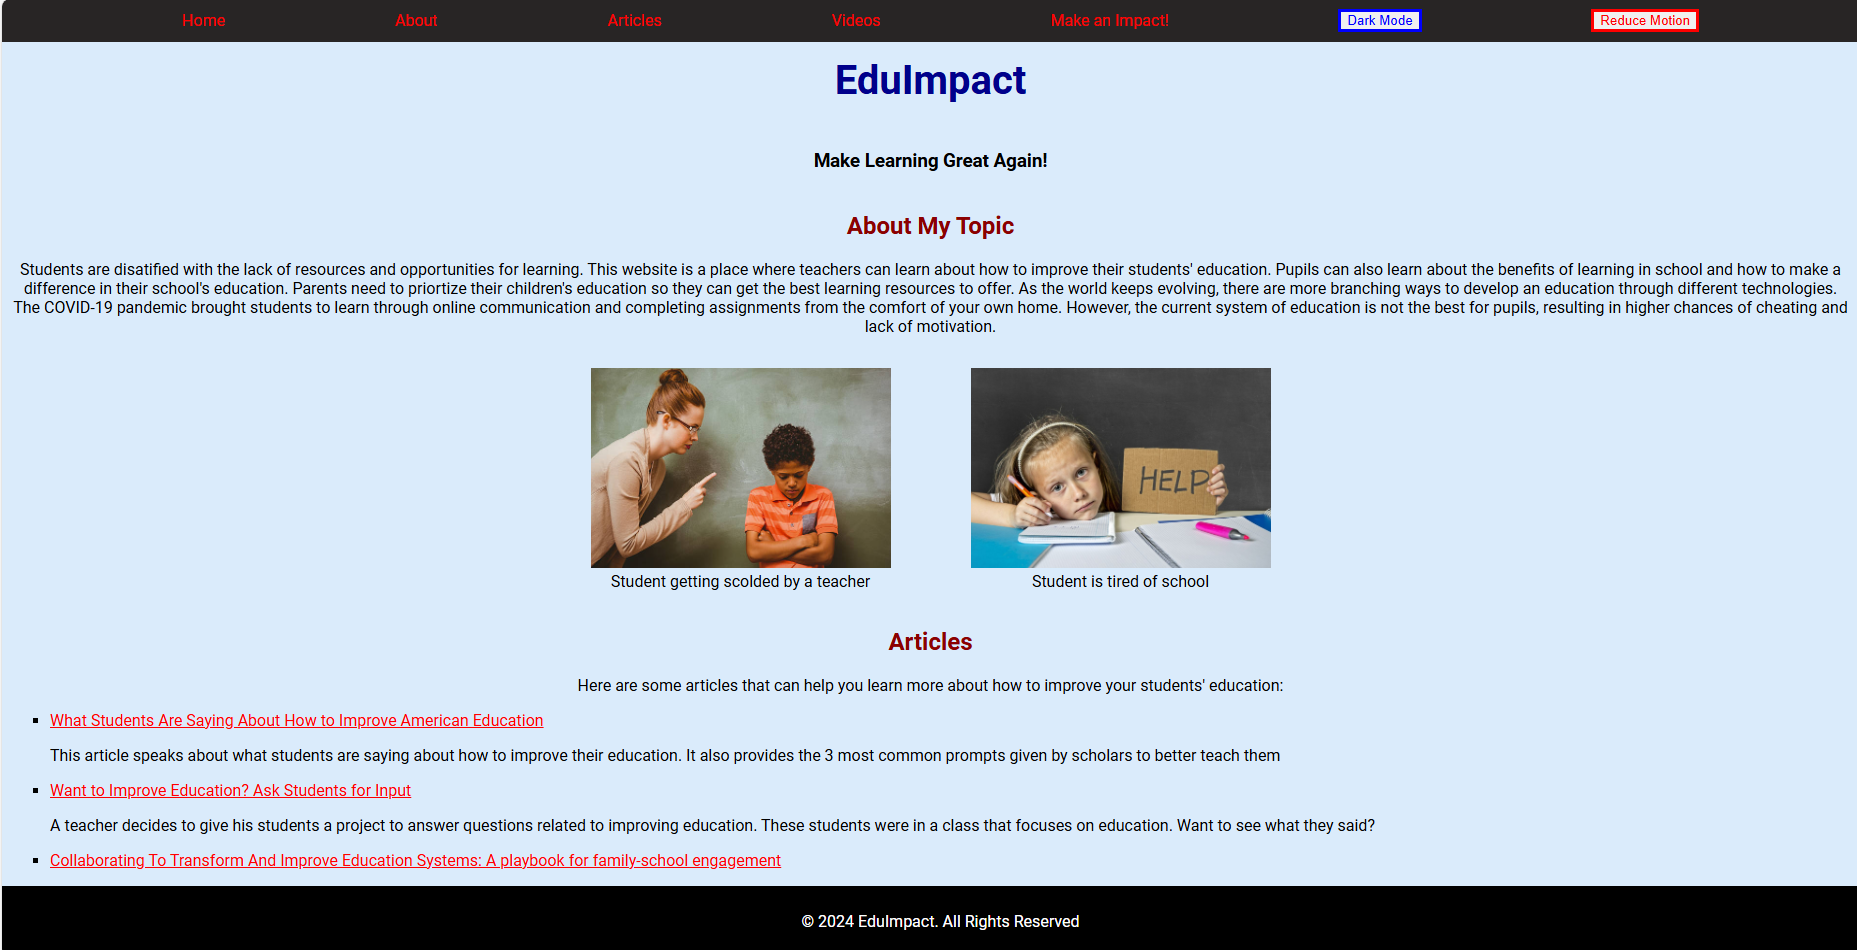 Home About Articles Videos Make an Impact! Dark Mode Reduce Motion
EduImpact
Make Learning Great Again!
About My Topic
Students are disatified with the lack of resources and opportunities for learning. This website is a place where teachers can learn about how to improve their students' education. Pupils can also learn about the benefits of learning in school and how to make a
difference in their school's education. Parents need to priortize their children's education so they can get the best learning resources to offer. As the world keeps evolving, there are more branching ways to develop an education through different technologies.
The COVID-19 pandemic brought students to learn through online communication and completing assignments from the comfort of your own home. However, the current system of education is not the best for pupils, resulting in higher chances of cheating and
lack of motivation.
HELP
Student getting scolded by a teacher
Student is tired of school
Articles
Here are some articles that can help you learn more about how to improve your students' education:
What Students Are Saying About How to Improve American Education
This article speaks about what students are saying about how to improve their education. It also provides the 3 most common prompts given by scholars to better teach them
Want to Improve Education? Ask Students for Input
A teacher decides to give his students a project to answer questions related to improving education. These students were in a class that focuses on education. Want to see what they said?
Collaborating To Transform And Improve Education Systems: A playbook for family-school engagement
© 2024 EduImpact. All Rights Reserved